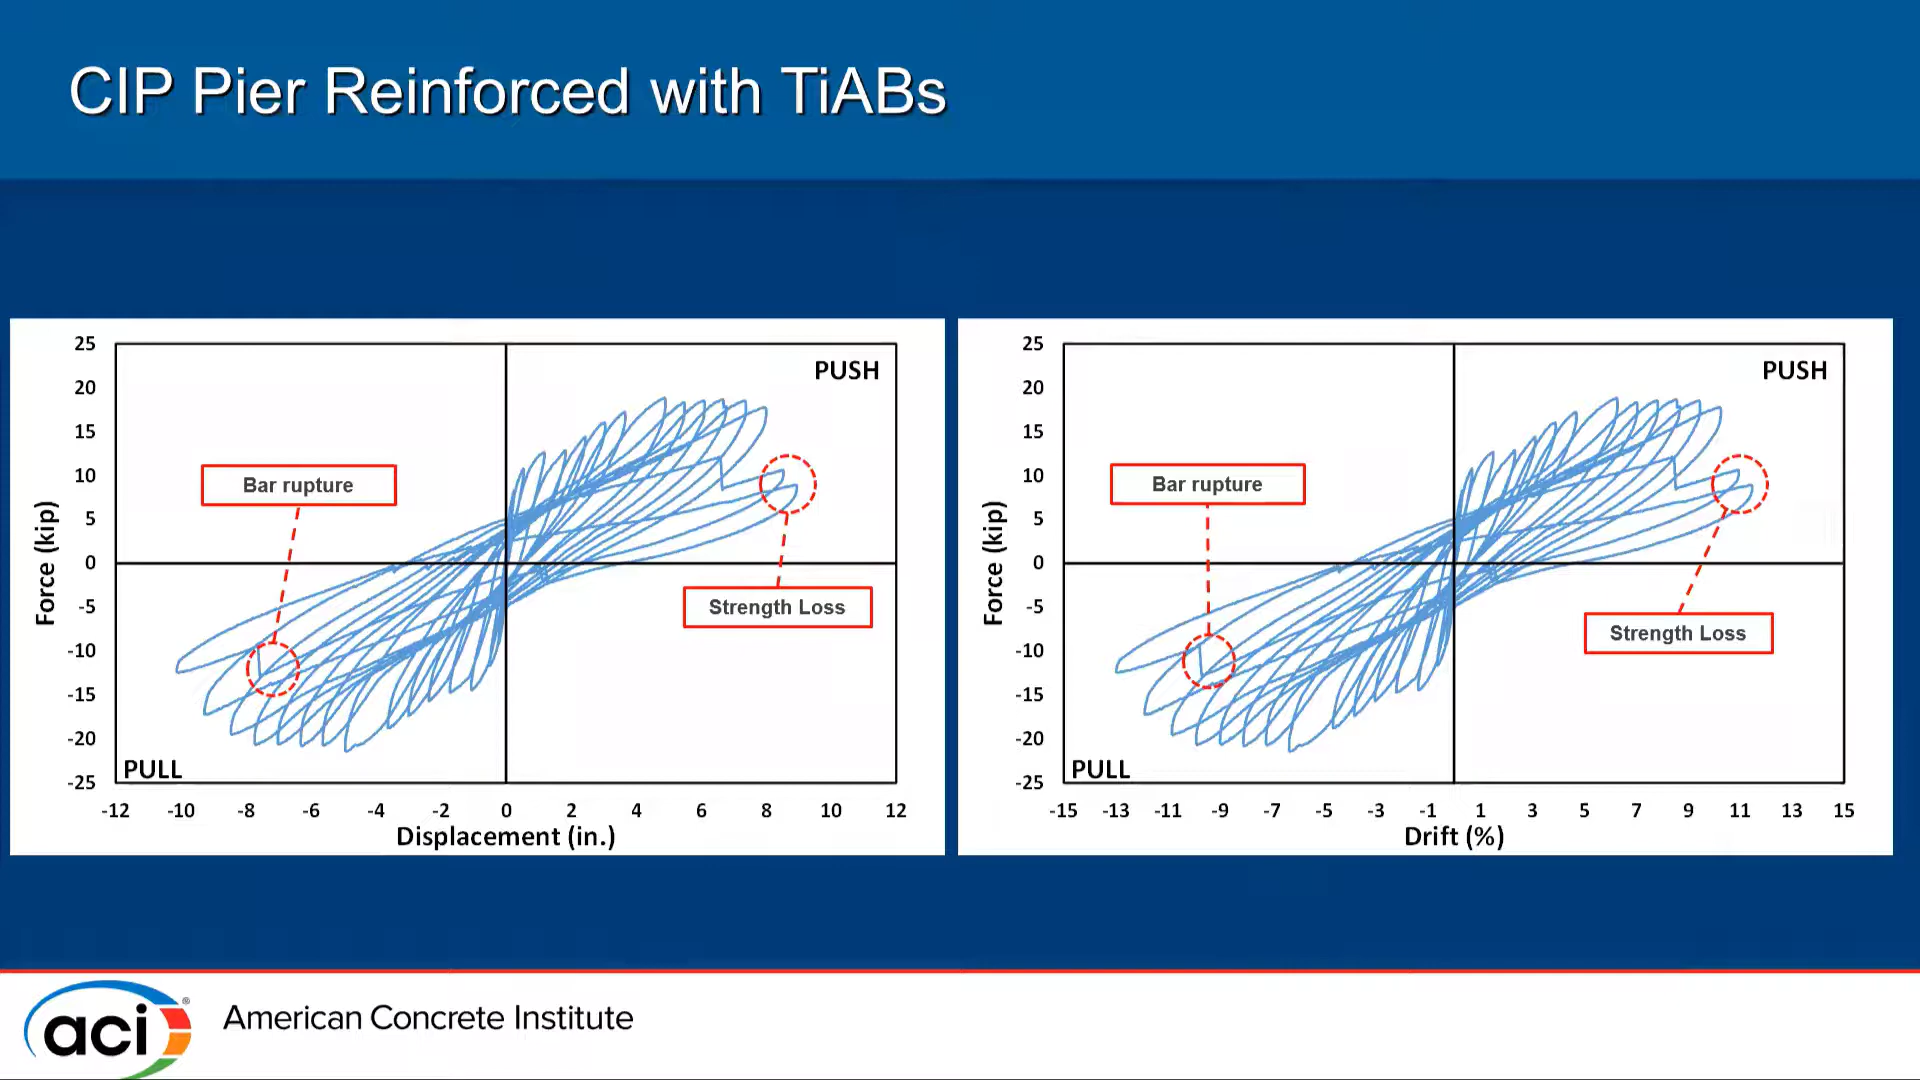 CIP Pier Reinforced with TiABs
25
20
15
10
5
0
-5
-10
-15
-20
-25
Force (kip)
PUSH
Bar rupture
Strength Loss
PULL
-12 -10 -8 -6 -4 -2 0 2 4 6 8 10 12
Displacement (in.)
25
20
15
10
5
0
-5
-10
-15
-20
-25
Force (kip)
PUSH
Bar rupture
Strength Loss
PULL
-15 -13 -11 -9 -7 -5 -3 -1 1 3 5 7 9 11 13 15
Drift (%)
aci ®
American Concrete Institute